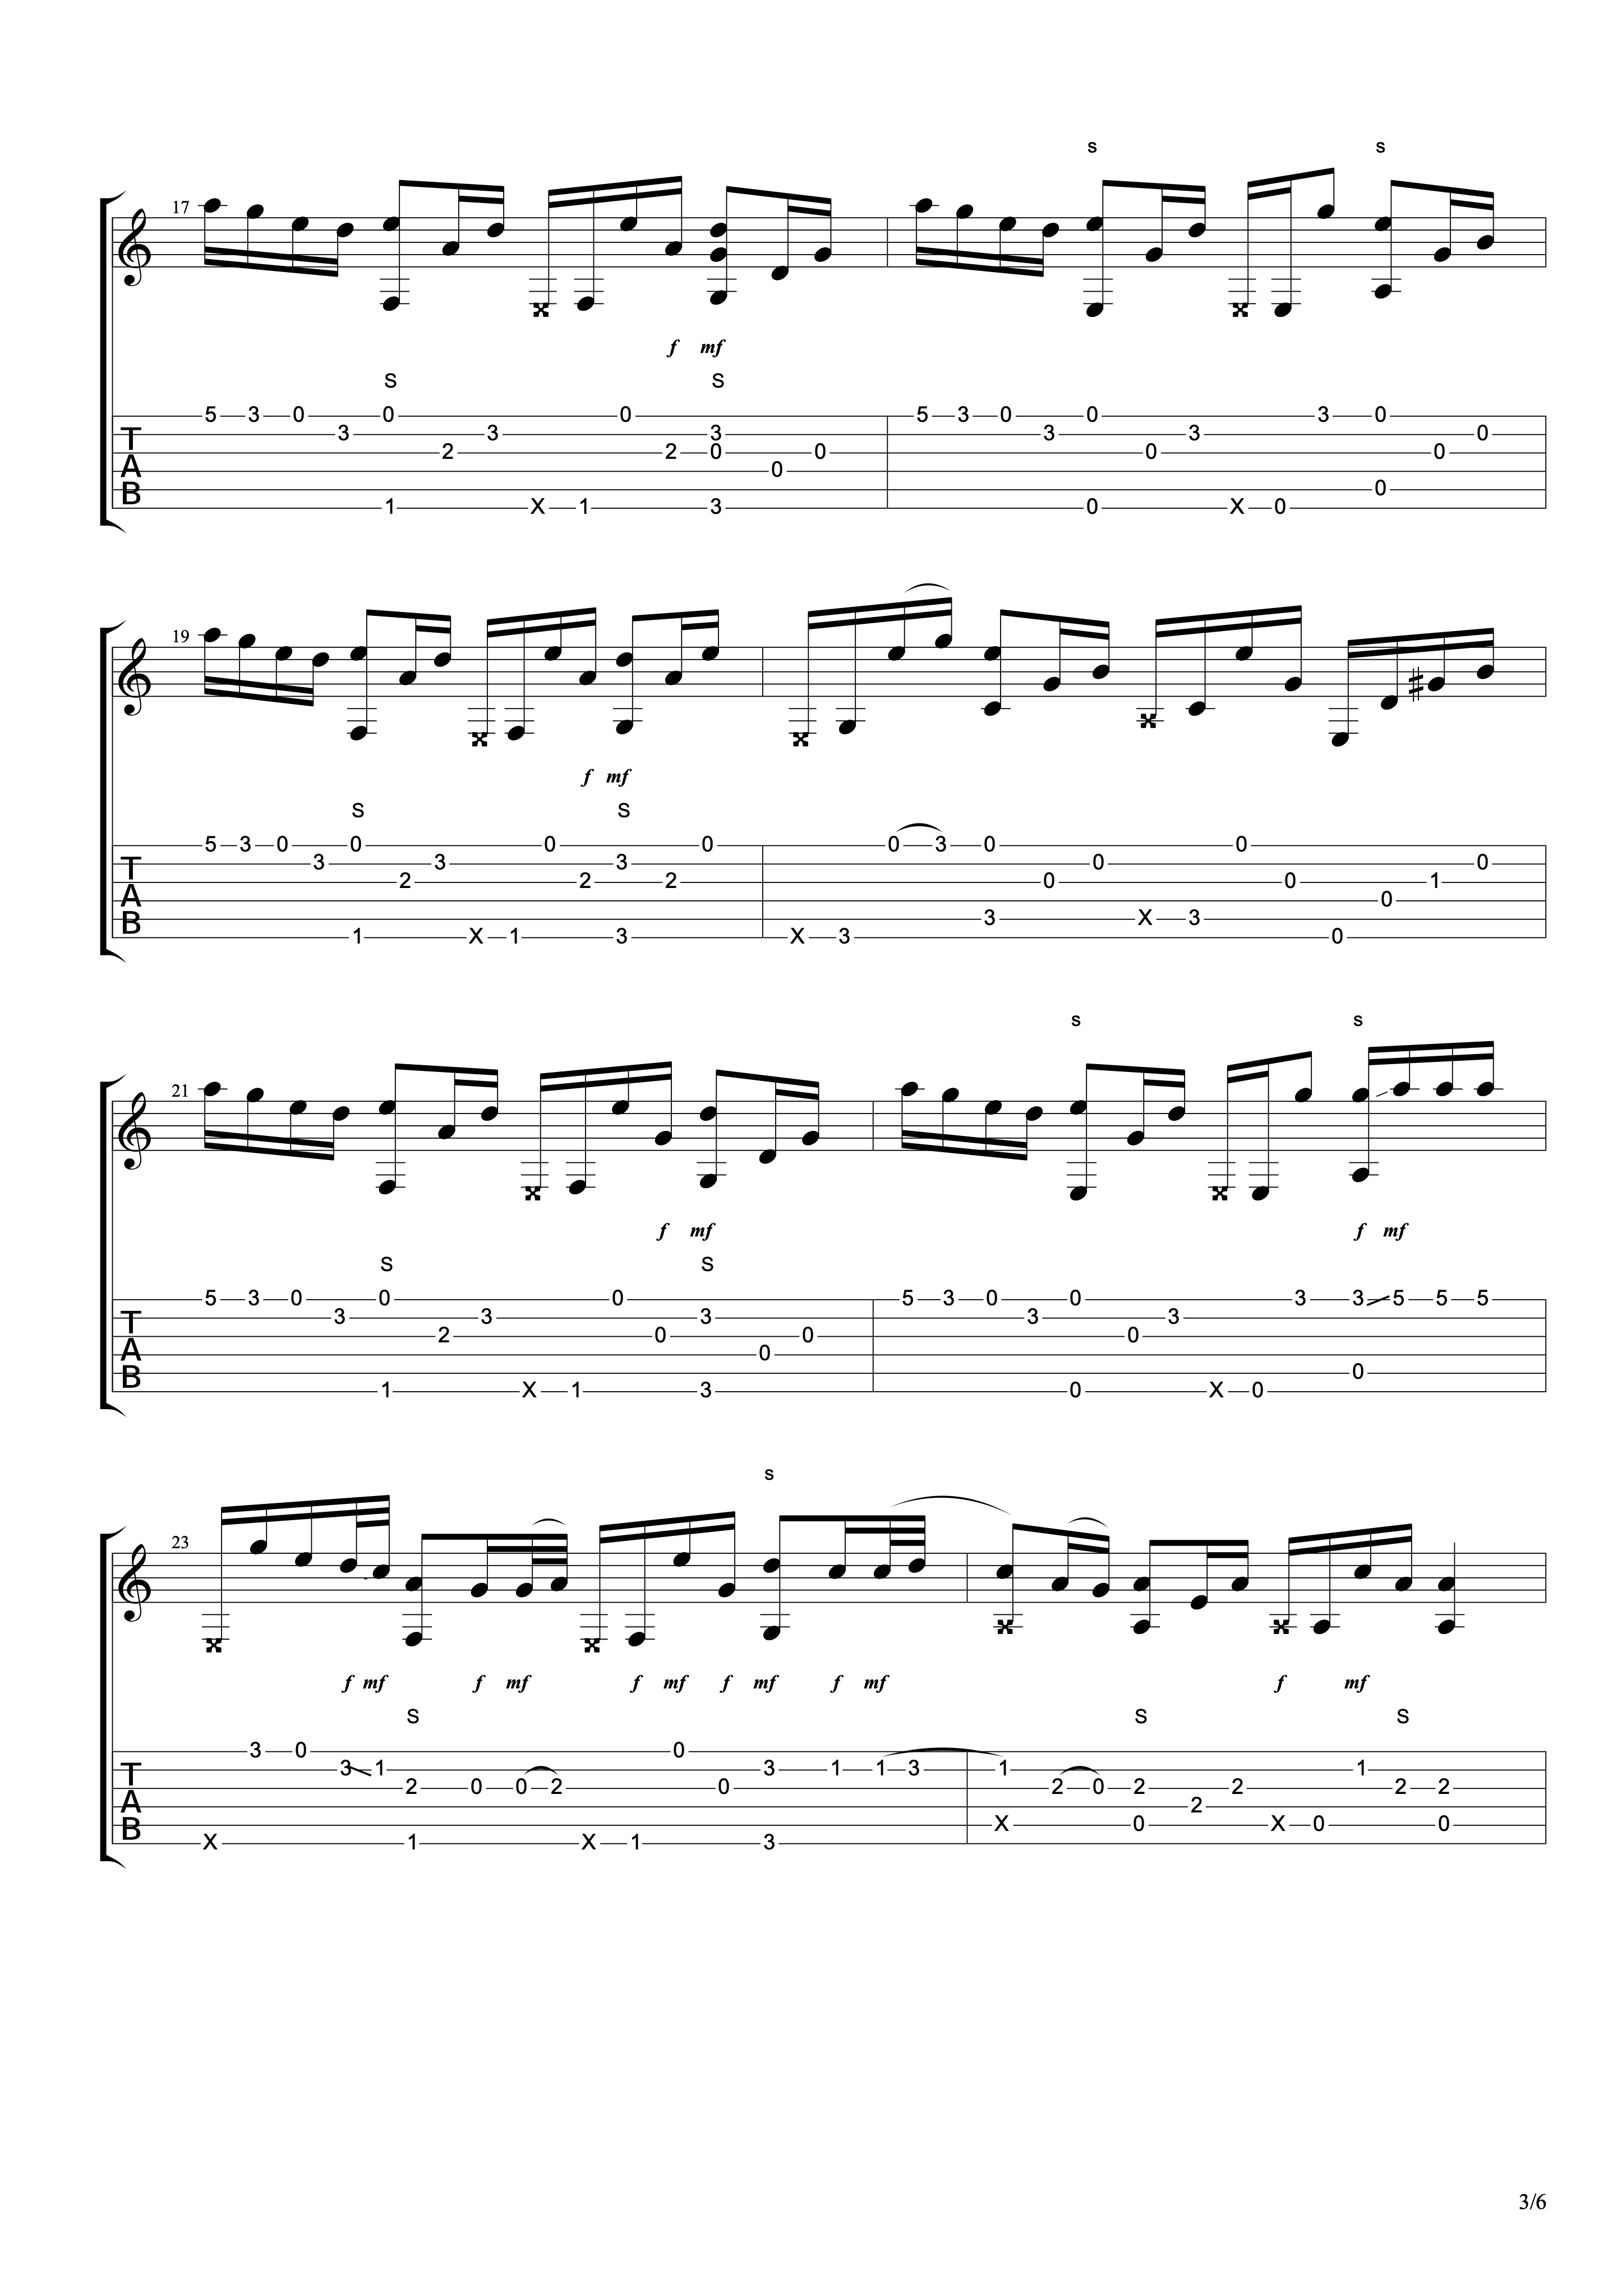 s s
17
f mf
S S
5 3 0 0 0 5 3 0 0 3 0
3 3 3 3 3 0
2 2 0 0 0 0
0
0
1 X 1 3 0 X 0
T
A
B
19
f mf
S S
5 3 0 0 0 0 0 3 0 0
3 3 3 0 0
2 2 2 0 0 1
0
3 X 3
1 X 1 3 X 3 0
T
A
B
s s
21
f mf f mf
S S
5 3 0 0 0 5 3 0 0 3 3 5 5 5
3 3 3 3 3
2 0 0 0
0
0
1 X 1 3 0 X 0
T
A
B
s
23
f mf f mf f mf f mf f mf f mf
S S S
3 0 0
3 1 3 1 1 3 1 1
2 0 0 2 0 2 0 2 2 2 2
2
X 0 X 0 0
X 1 X 1 3
T
A
B
3/6